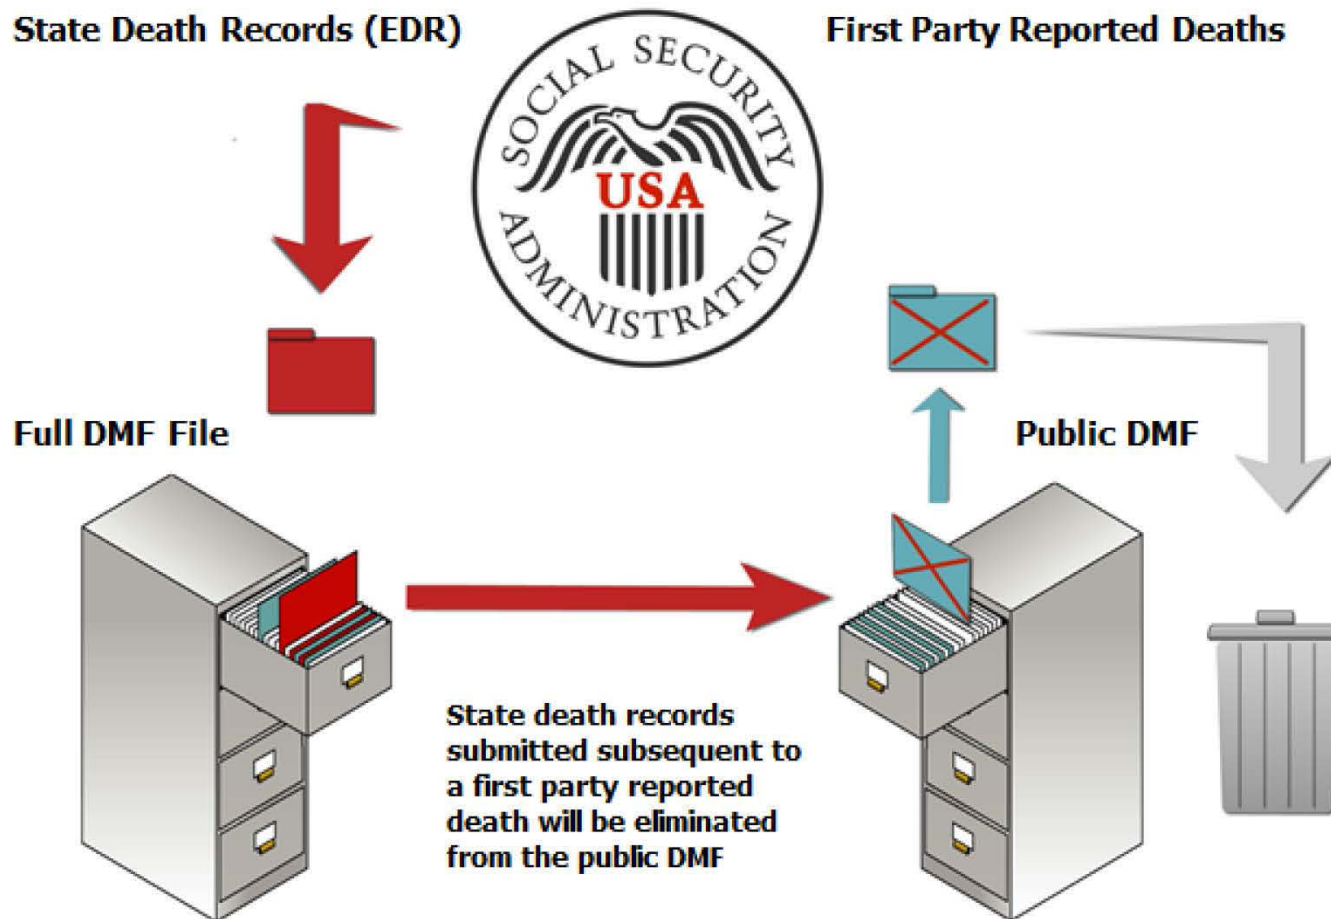 State Death Records (EDR)
First Party Reported Deaths
SOCIAL SECURITY
USA
ADMINISTRATION
Full DMF File
Public DMF
State death records
submitted subsequent to
a first party reported
death will be eliminated
from the public DMF